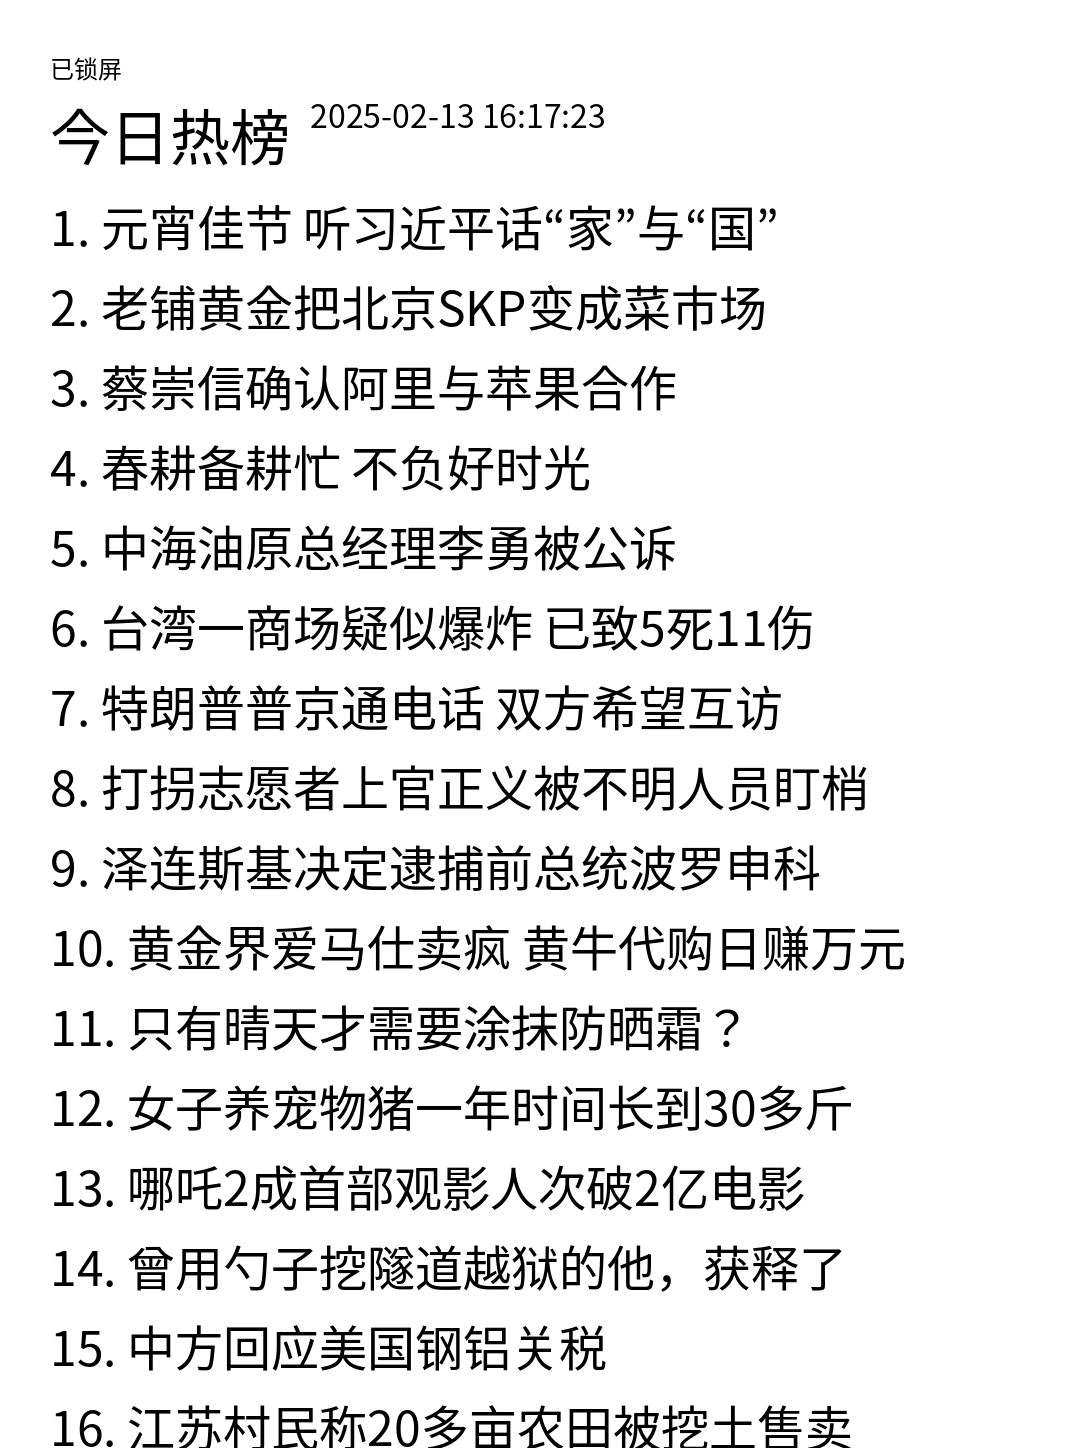 已锁屏
今日热榜 2025-02-13 16:17:23
1. 元宵佳节 听习近平话“家”与“国”
2. 老铺黄金把北京SKP变成菜市场
3. 蔡崇信确认阿里与苹果合作
4. 春耕备耕忙 不负好时光
5. 中海油原总经理李勇被公诉
6. 台湾一商场疑似爆炸 已致5死11伤
7. 特朗普普京通电话 双方希望互访
8. 打拐志愿者上官正义被不明人员盯梢
9. 泽连斯基决定逮捕前总统波罗申科
10. 黄金界爱马仕卖疯 黄牛代购日赚万元
11. 只有晴天才需要涂抹防晒霜？
12. 女子养宠物猪一年时间长到30多斤
13. 哪吒2成首部观影人次破2亿电影
14. 曾用勺子挖隧道越狱的他，获释了
15. 中方回应美国钢铝关税
16. 江苏村民称20多亩农田被挖土售卖